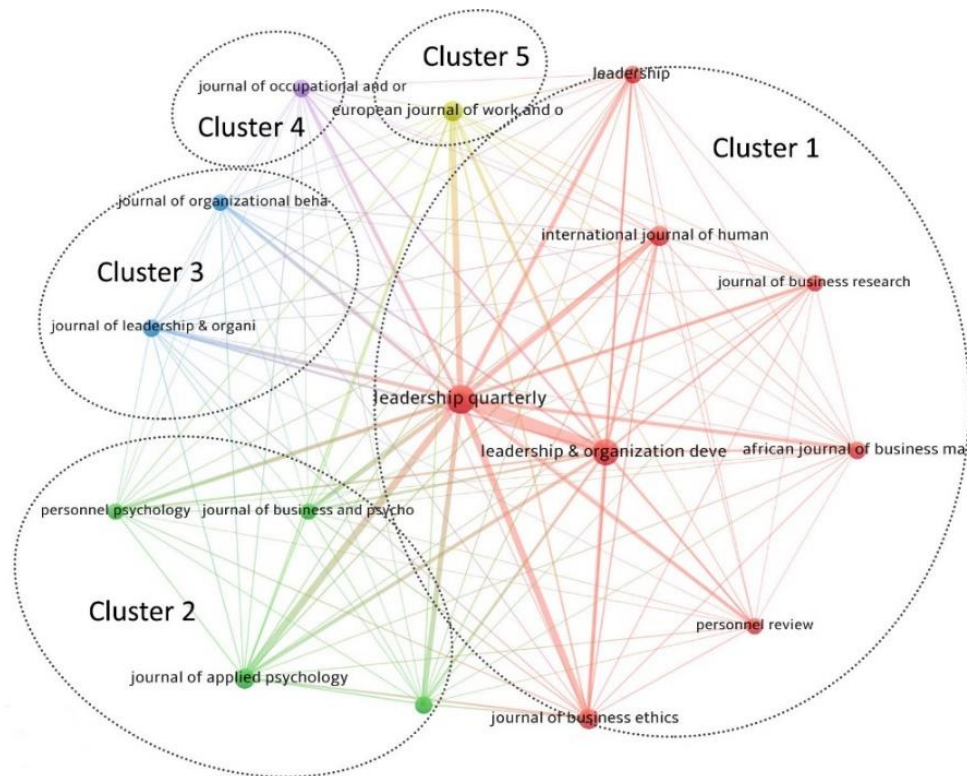 Cluster 5
Cluster 4
Cluster 1
Cluster 3
Cluster 2
journal of occupational and or
european journal of work and o
leadership
journal of organizational beha
international journal of human
journal of business research
journal of leadership & organi
leadership quarterly
leadership & organization deve
african journal of business ma
personnel psychology
journal of business and psycho
personnel review
journal of applied psychology
journal of business ethics